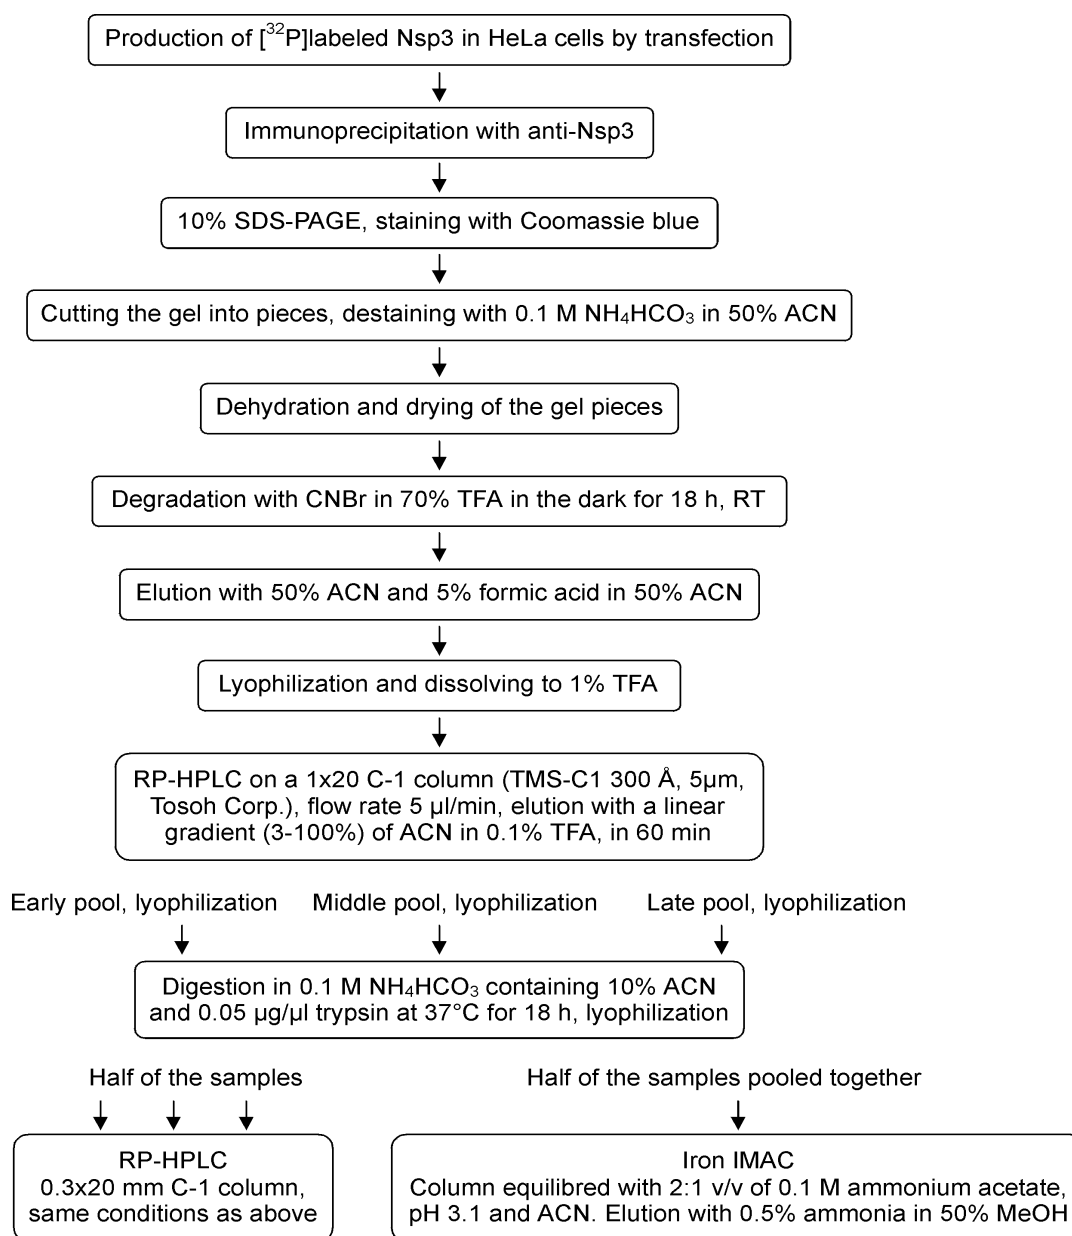 Production of [³²P]labeled Nsp3 in HeLa cells by transfection
Immunoprecipitation with anti-Nsp3
10% SDS-PAGE, staining with Coomassie blue
Cutting the gel into pieces, destaining with 0.1 M NH₄HCO₃ in 50% ACN
Dehydration and drying of the gel pieces
Degradation with CNBr in 70% TFA in the dark for 18 h, RT
Elution with 50% ACN and 5% formic acid in 50% ACN
Lyophilization and dissolving to 1% TFA
RP-HPLC on a 1x20 C-1 column (TMS-C1 300 Å, 5µm,
Tosoh Corp.), flow rate 5 µl/min, elution with a linear
gradient (3-100%) of ACN in 0.1% TFA, in 60 min
Early pool, lyophilization
Middle pool, lyophilization
Late pool, lyophilization
Digestion in 0.1 M NH₄HCO₃ containing 10% ACN
and 0.05 µg/µl trypsin at 37°C for 18 h, lyophilization
Half of the samples
Half of the samples pooled together
RP-HPLC
0.3x20 mm C-1 column,
same conditions as above
Iron IMAC
Column equilibred with 2:1 v/v of 0.1 M ammonium acetate,
pH 3.1 and ACN. Elution with 0.5% ammonia in 50% MeOH